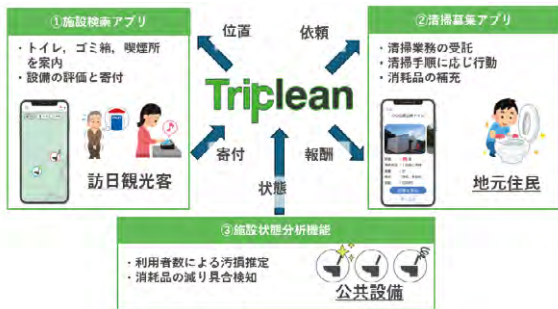 ①施設検索アプリ
・トイレ，ゴミ箱，喫煙所
を案内
・設備の評価と寄付
訪日観光客
位置
依頼
Triplean
寄付
報酬
状態
②清掃募集アプリ
・清掃業務の受託
・清掃手順に応じ行動
・消耗品の補充
地元住民
③施設状態分析機能
・利用者数による汚損推定
・消耗品の減り具合検知
公共設備